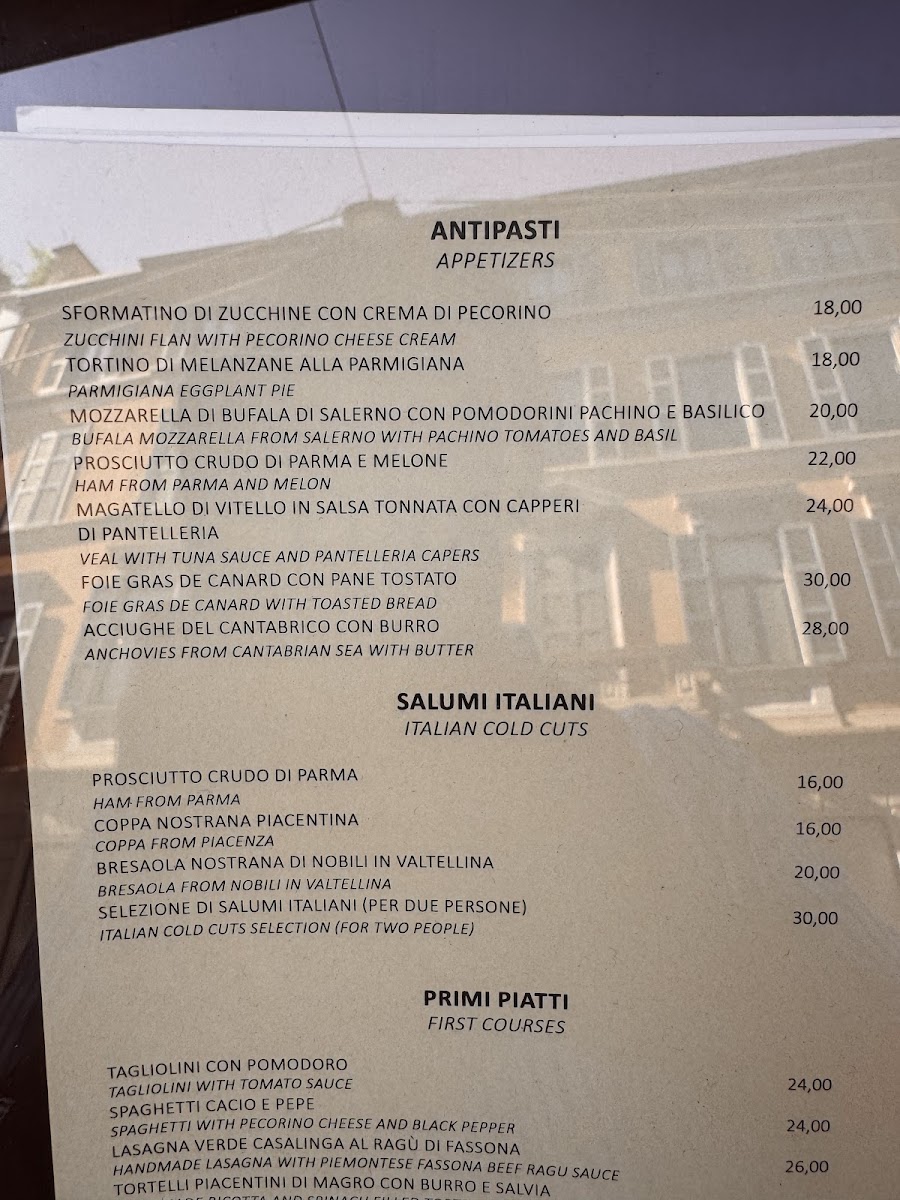 ANTIPASTI
APPETIZERS
SFORMATINO DI ZUCCHINE CON CREMA DI PECORINO 18,00
ZUCCHINI FLAN WITH PECORINO CHEESE CREAM
TORTINO DI MELANZANE ALLA PARMIGIANA 18,00
PARMIGIANA EGGPLANT PIE
MOZZARELLA DI BUFALA DI SALERNO CON POMODORINI PACHINO E BASILICO 20,00
BUFALA MOZZARELLA FROM SALERNO WITH PACHINO TOMATOES AND BASIL
PROSCIUTTO CRUDO DI PARMA E MELONE 22,00
HAM FROM PARMA AND MELON
MAGATELLO DI VITELLO IN SALSA TONNATA CON CAPPERI 24,00
DI PANTELLERIA
VEAL WITH TUNA SAUCE AND PANTELLERIA CAPERS
FOIE GRAS DE CANARD CON PANE TOSTATO 30,00
FOIE GRAS DE CANARD WITH TOASTED BREAD
ACCIUGHE DEL CANTABRICO CON BURRO 28,00
ANCHOVIES FROM CANTABRIAN SEA WITH BUTTER
SALUMI ITALIANI
ITALIAN COLD CUTS
PROSCIUTTO CRUDO DI PARMA 16,00
HAM FROM PARMA
COPPA NOSTRANA PIACENTINA 16,00
COPPA FROM PIACENZA
BRESAOLA NOSTRANA DI NOBILI IN VALTELLINA 20,00
BRESAOLA FROM NOBILI IN VALTELLINA
SELEZIONE DI SALUMI ITALIANI (PER DUE PERSONE) 30,00
ITALIAN COLD CUTS SELECTION (FOR TWO PEOPLE)
PRIMI PIATTI
FIRST COURSES
TAGLIOLINI CON POMODORO 24,00
TAGLIOLINI WITH TOMATO SAUCE
SPAGHETTI CACIO E PEPE 24,00
SPAGHETTI WITH PECORINO CHEESE AND BLACK PEPPER
LASAGNA VERDE CASALINGA AL RAGÙ DI FASSONA 26,00
HANDMADE LASAGNA WITH PIEMONTESE FASSONA BEEF RAGU SAUCE
TORTELLI PIACENTINI DI MAGRO CON BURRO E SALVIA
RICOTTA AND SPINACH FILLED